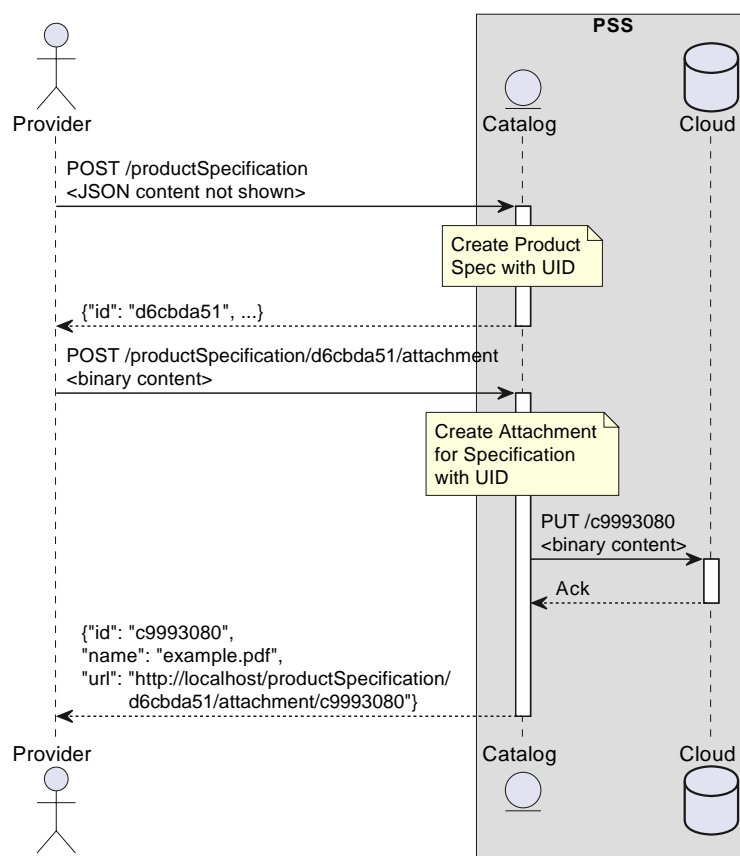 PSS
Provider
Catalog
Cloud
POST /productSpecification
<JSON content not shown>
Create Product
Spec with UID
{"id": "d6cbda51", ...}
POST /productSpecification/d6cbda51/attachment
<binary content>
Create Attachment
for Specification
with UID
PUT /c9993080
<binary content>
Ack
{"id": "c9993080",
"name": "example.pdf",
"url": "http://localhost/productSpecification/
d6cbda51/attachment/c9993080"}
Provider
Catalog
Cloud